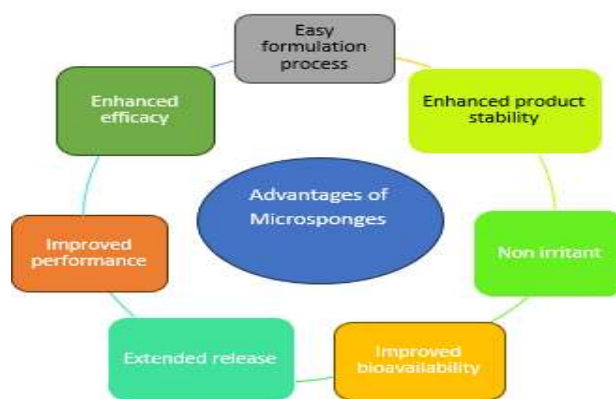 Easy
formulation
process
Enhanced product
stability
Non irritant
Improved
bioavailability
Extended release
Improved
performance
Enhanced
efficacy
Advantages of
Microsponges